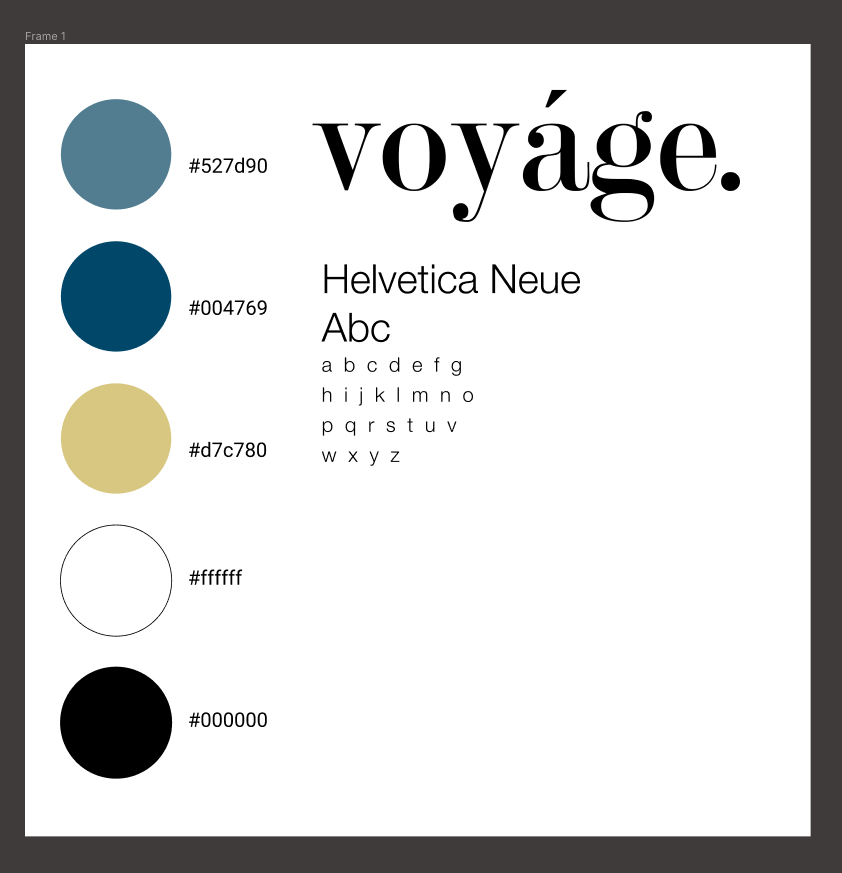 Frame 1
#527d90
#004769
#d7c780
#ffffff
#000000
voyáge.
Helvetica Neue
Abc
a b c d e f g
h i j k l m n o
p q r s t u v
w x y z